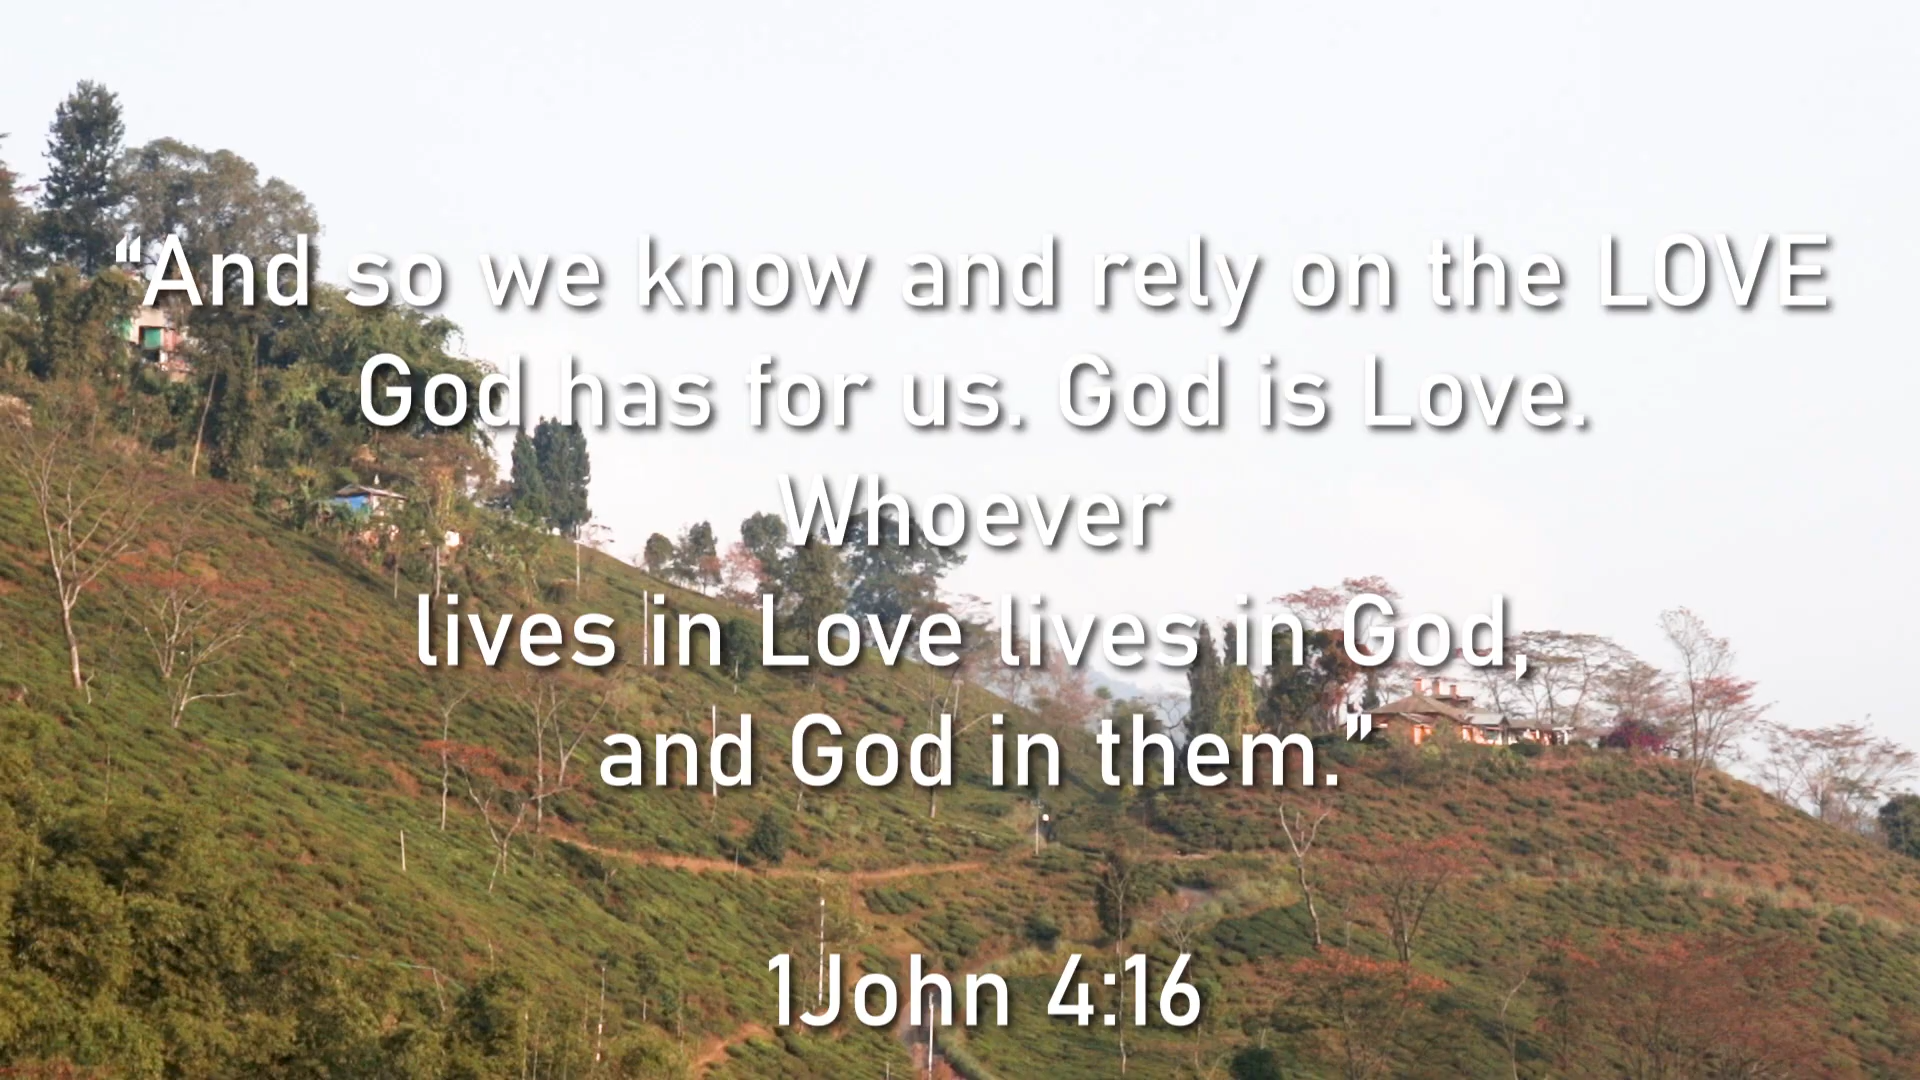 “And so we know and rely on the LOVE
God has for us. God is Love.
Whoever
lives in Love lives in God,
and God in them.”
1John 4:16